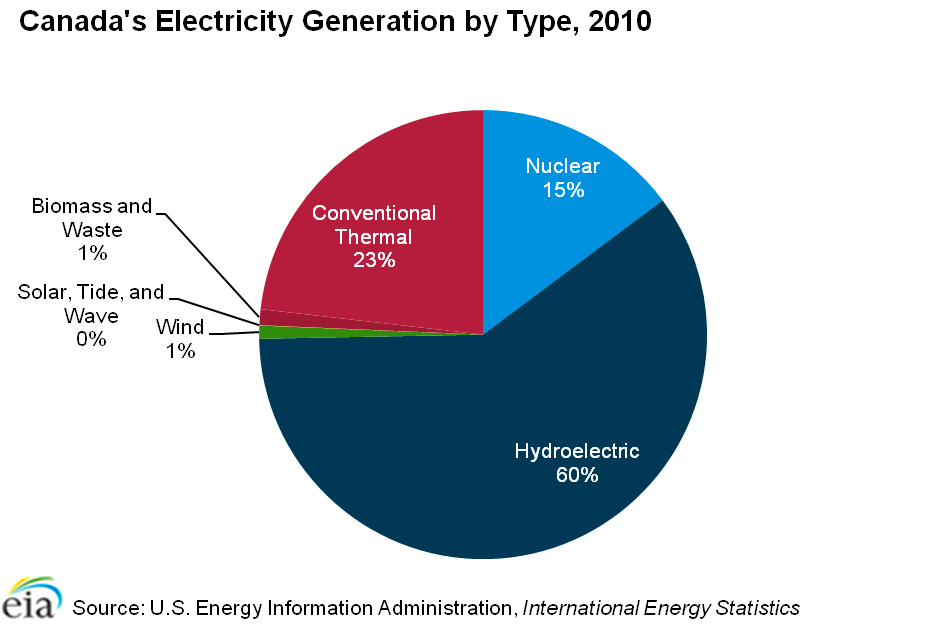 Canada's Electricity Generation by Type, 2010
Nuclear
15%
Biomass and
Waste
1%
Conventional
Thermal
23%
Solar, Tide, and
Wave
0%
Wind
1%
Hydroelectric
60%
eia
Source: U.S. Energy Information Administration, International Energy Statistics